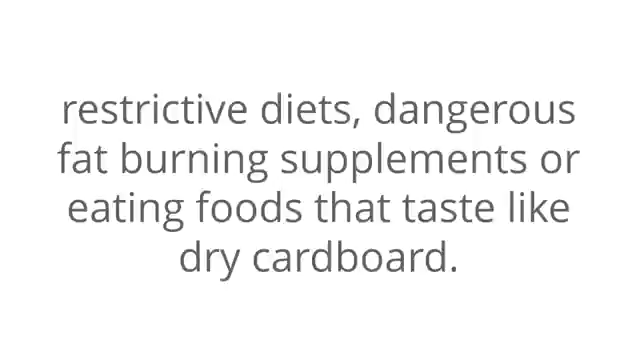 restrictive diets, dangerous
fat burning supplements or
eating foods that taste like
dry cardboard.